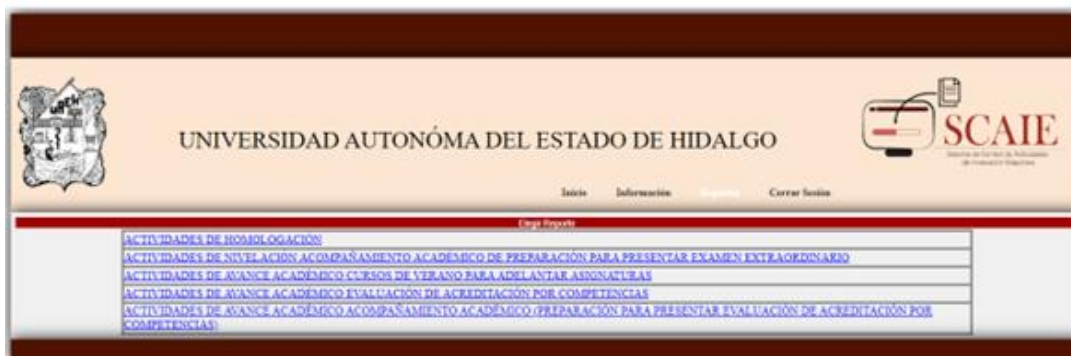 UAEH
UNIVERSIDAD AUTONÓMA DEL ESTADO DE HIDALGO
SCAIE
Inicio Información Cerrar Sesión
Elegir Reporte
ACTIVIDADES DE HOMOLOGACIÓN
ACTIVIDADES DE NIVELACIÓN ACOMPAÑAMIENTO ACADÉMICO DE PREPARACIÓN PARA PRESENTAR EXAMEN EXTRAORDINARIO
ACTIVIDADES DE AVANCE ACADÉMICO CURSOS DE VERANO PARA ADELANTAR ASIGNATURAS
ACTIVIDADES DE AVANCE ACADÉMICO EVALUACIÓN DE ACREDITACIÓN POR COMPETENCIAS
ACTIVIDADES DE AVANCE ACADÉMICO ACOMPAÑAMIENTO ACADÉMICO (PREPARACIÓN PARA PRESENTAR EVALUACIÓN DE ACREDITACIÓN POR
COMPETENCIAS)